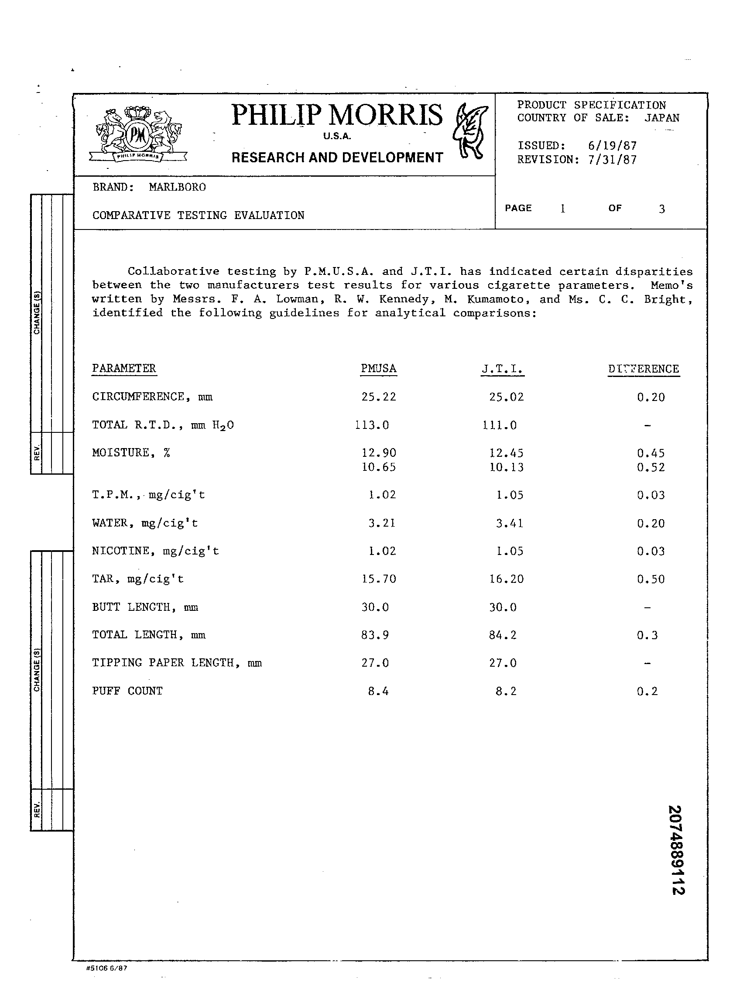 PHILIP MORRIS
U.S.A.
RESEARCH AND DEVELOPMENT
PM
PHILIP MORRIS
PRODUCT SPECIFICATION
COUNTRY OF SALE: JAPAN
ISSUED: 6/19/87
REVISION: 7/31/87
BRAND: MARLBORO
COMPARATIVE TESTING EVALUATION
PAGE 1 OF 3
Collaborative testing by P.M.U.S.A. and J.T.I. has indicated certain disparities
between the two manufacturers test results for various cigarette parameters. Memo's
written by Messrs. F. A. Lowman, R. W. Kennedy, M. Kumamoto, and Ms. C. C. Bright,
identified the following guidelines for analytical comparisons:
PARAMETER PMUSA J.T.I. DIFFERENCE
CIRCUMFERENCE, mm 25.22 25.02 0.20
TOTAL R.T.D., mm H₂O 113.0 111.0 -
MOISTURE, % 12.90 12.45 0.45
10.65 10.13 0.52
T.P.M., mg/cig't 1.02 1.05 0.03
WATER, mg/cig't 3.21 3.41 0.20
NICOTINE, mg/cig't 1.02 1.05 0.03
TAR, mg/cig't 15.70 16.20 0.50
BUTT LENGTH, mm 30.0 30.0 -
TOTAL LENGTH, mm 83.9 84.2 0.3
TIPPING PAPER LENGTH, mm 27.0 27.0 -
PUFF COUNT 8.4 8.2 0.2
CHANGE(S)
REV.
CHANGE(S)
REV.
2074889112
#5106 6/87